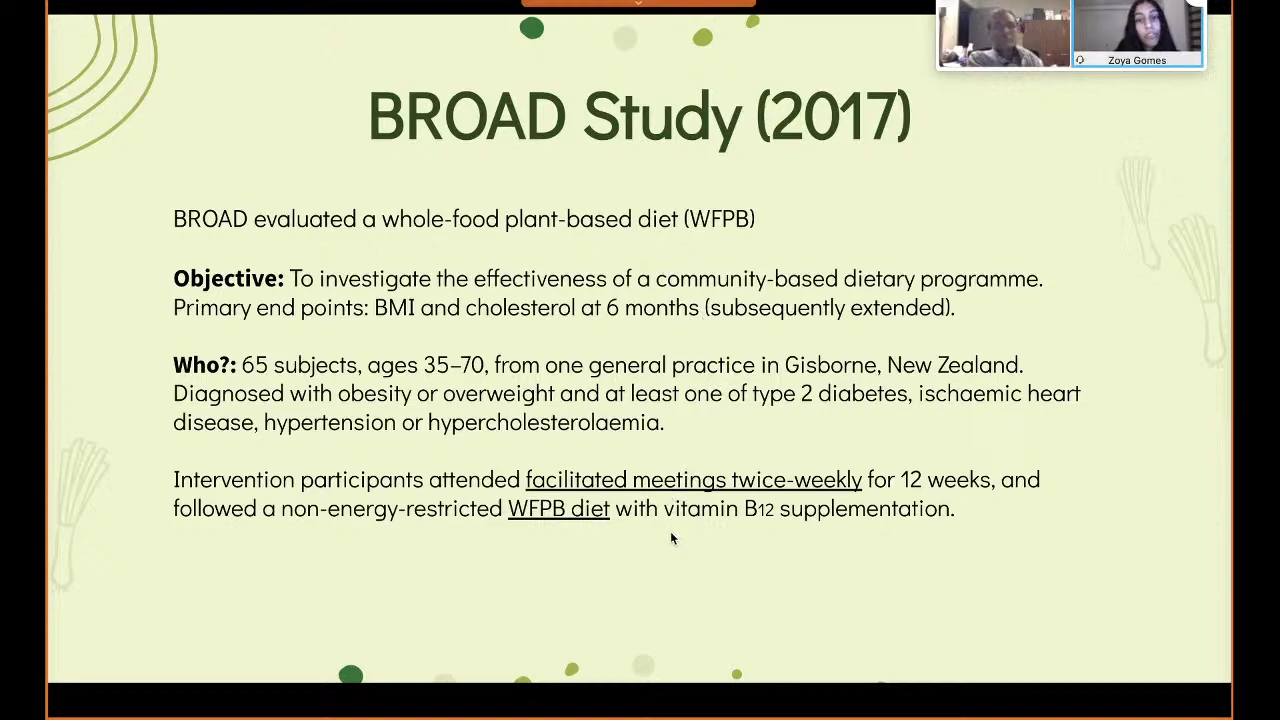 Zoya Gomes
BROAD Study (2017)
BROAD evaluated a whole-food plant-based diet (WFPB)
Objective: To investigate the effectiveness of a community-based dietary programme.
Primary end points: BMI and cholesterol at 6 months (subsequently extended).
Who?: 65 subjects, ages 35–70, from one general practice in Gisborne, New Zealand.
Diagnosed with obesity or overweight and at least one of type 2 diabetes, ischaemic heart
disease, hypertension or hypercholesterolaemia.
Intervention participants attended facilitated meetings twice-weekly for 12 weeks, and
followed a non-energy-restricted WFPB diet with vitamin B12 supplementation.